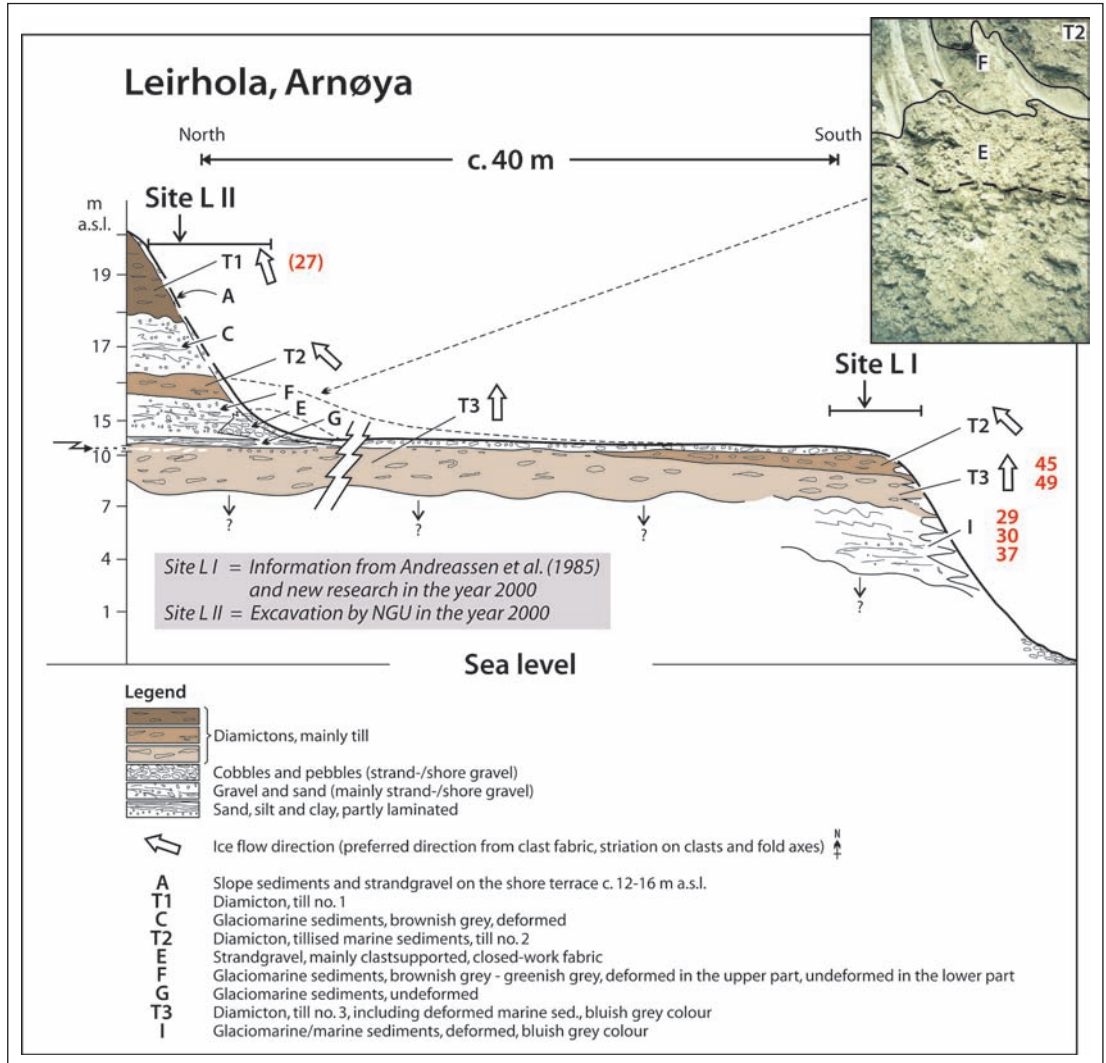 T2
F
E
Leirhola, Arnøya
North
South
c. 40 m
m
a.s.l.
Site L II
19
T1
(27)
A
17
C
T2
F
15
E
G
T3
Site L I
T2
10
45
T3
49
7
I
29
30
37
?
?
?
4
?
1
Site L I = Information from Andreassen et al. (1985)
and new research in the year 2000
Site L II = Excavation by NGU in the year 2000
Sea level
Legend
Diamictons, mainly till
Cobbles and pebbles (strand-/shore gravel)
Gravel and sand (mainly strand-/shore gravel)
Sand, silt and clay, partly laminated
Ice flow direction (preferred direction from clast fabric, striation on clasts and fold axes) N
A Slope sediments and strandgravel on the shore terrace c. 12-16 m a.s.l.
T1 Diamicton, till no. 1
C Glaciomarine sediments, brownish grey, deformed
T2 Diamicton, tillised marine sediments, till no. 2
E Strandgravel, mainly clastsupported, closed-work fabric
F Glaciomarine sediments, brownish grey - greenish grey, deformed in the upper part, undeformed in the lower part
G Glaciomarine sediments, undeformed
T3 Diamicton, till no. 3, including deformed marine sed., bluish grey colour
I Glaciomarine/marine sediments, deformed, bluish grey colour